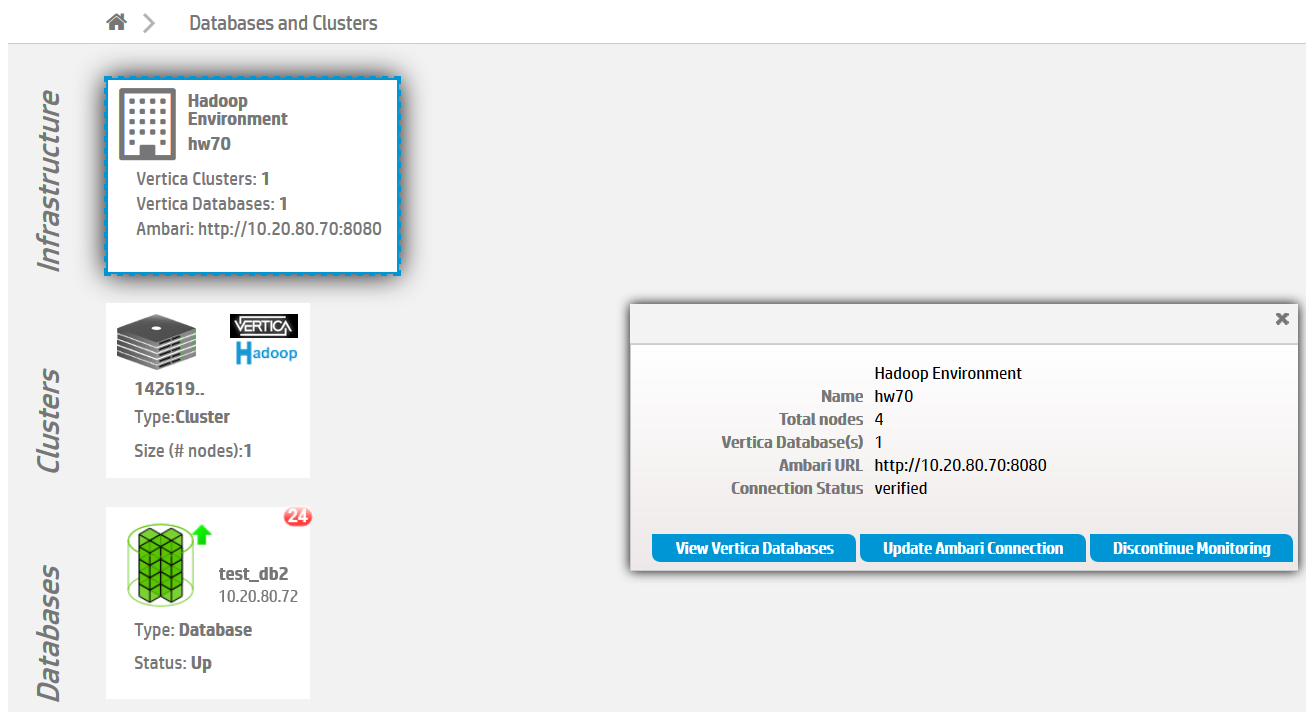 Databases and Clusters
Infrastructure
Hadoop
Environment
hw70
Vertica Clusters: 1
Vertica Databases: 1
Ambari: http://10.20.80.70:8080
Clusters
VERTICA
Hadoop
142619..
Type:Cluster
Size (# nodes):1
Databases
24
test_db2
10.20.80.72
Type: Database
Status: Up
Hadoop Environment
Name hw70
Total nodes 4
Vertica Database(s) 1
Ambari URL http://10.20.80.70:8080
Connection Status verified
View Vertica Databases Update Ambari Connection Discontinue Monitoring